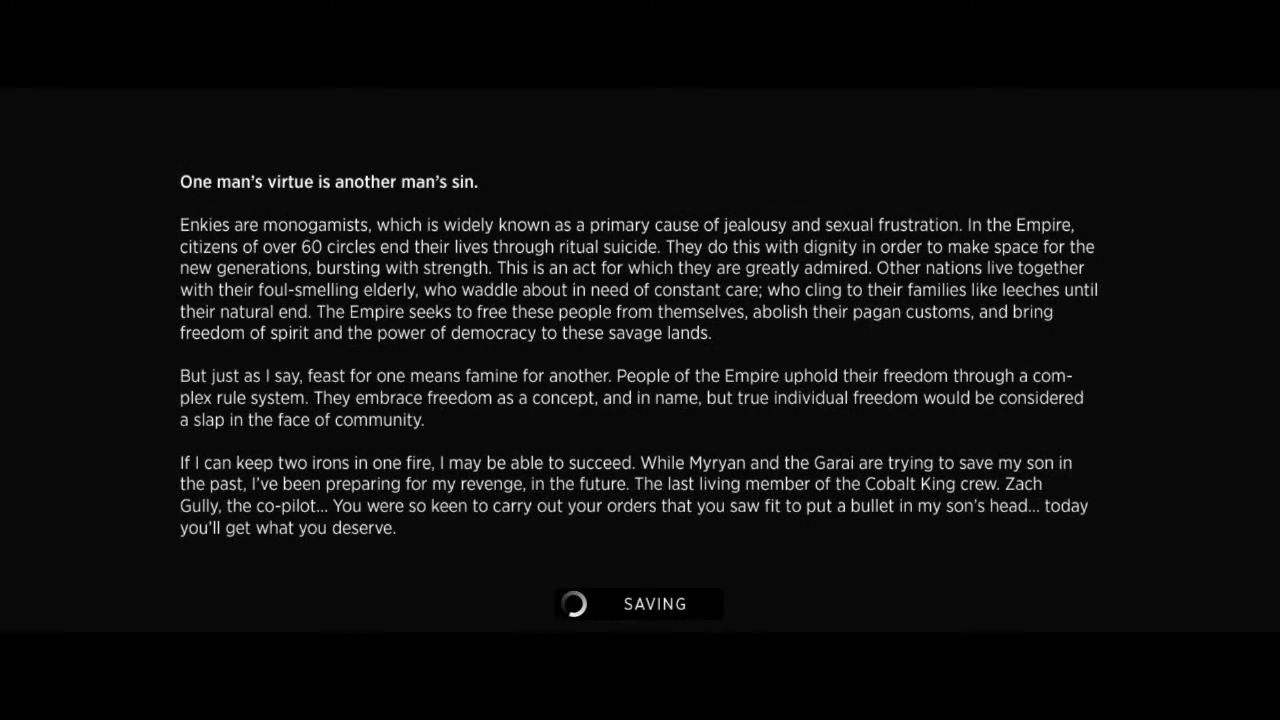 One man's virtue is another man's sin.
Enkies are monogamists, which is widely known as a primary cause of jealousy and sexual frustration. In the Empire,
citizens of over 60 circles end their lives through ritual suicide. They do this with dignity in order to make space for the
new generations, bursting with strength. This is an act for which they are greatly admired. Other nations live together
with their foul-smelling elderly, who waddle about in need of constant care; who cling to their families like leeches until
their natural end. The Empire seeks to free these people from themselves, abolish their pagan customs, and bring
freedom of spirit and the power of democracy to these savage lands.
But just as I say, feast for one means famine for another. People of the Empire uphold their freedom through a com-
plex rule system. They embrace freedom as a concept, and in name, but true individual freedom would be considered
a slap in the face of community.
If I can keep two irons in one fire, I may be able to succeed. While Myryan and the Garai are trying to save my son in
the past, I've been preparing for my revenge, in the future. The last living member of the Cobalt King crew. Zach
Gully, the co-pilot... You were so keen to carry out your orders that you saw fit to put a bullet in my son's head... today
you'll get what you deserve.
SAVING